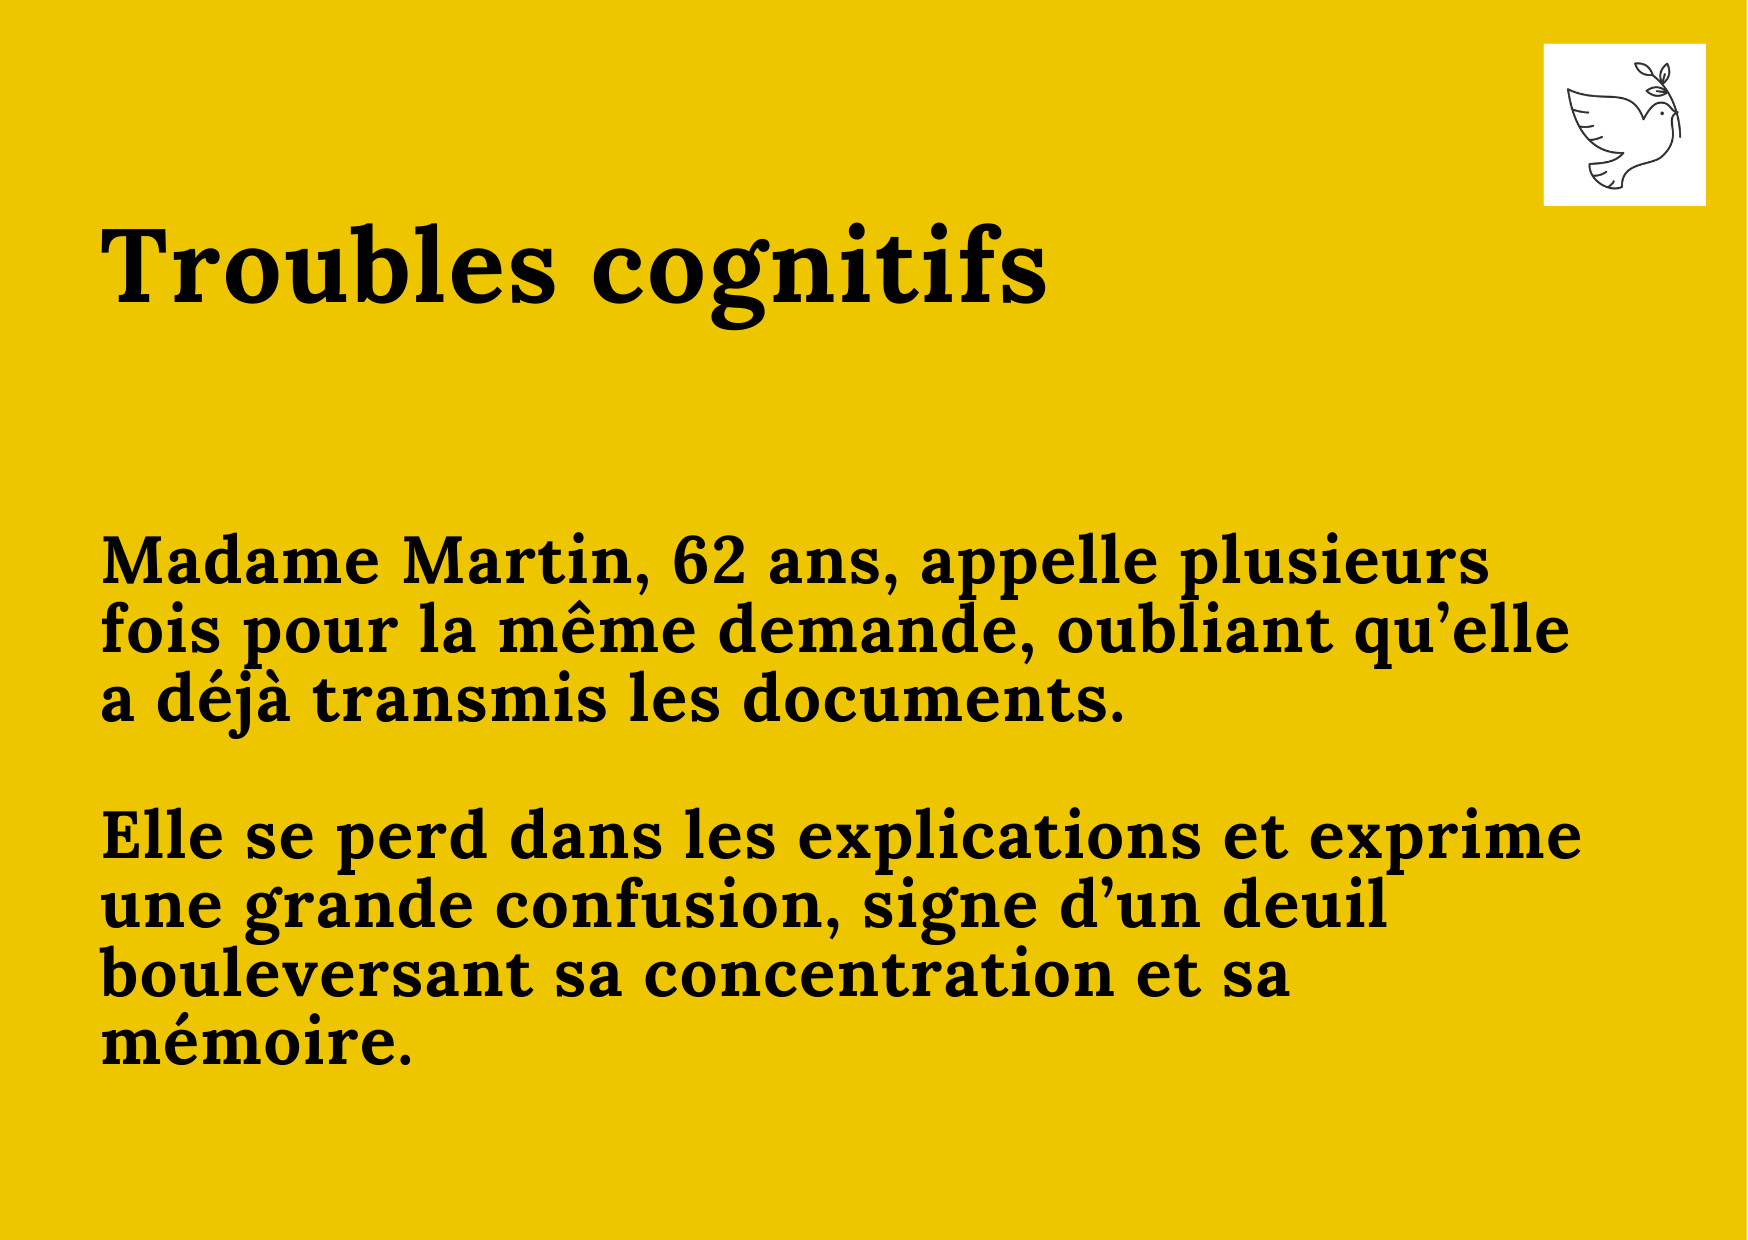 Troubles cognitifs
Madame Martin, 62 ans, appelle plusieurs
fois pour la même demande, oubliant qu’elle
a déjà transmis les documents.
Elle se perd dans les explications et exprime
une grande confusion, signe d’un deuil
bouleversant sa concentration et sa
mémoire.